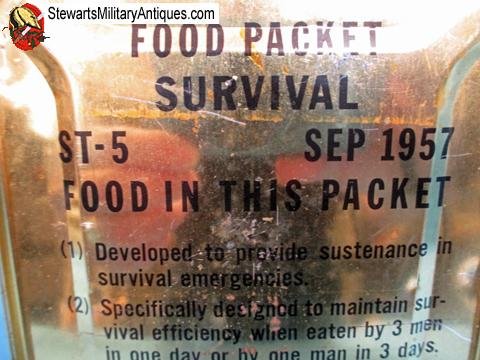 StewartsMilitaryAntiques.com
FOOD PACKET
SURVIVAL
ST-5 SEP 1957
FOOD IN THIS PACKET
(1) Developed to provide sustenance in
survival emergencies.
(2) Specifically designed to maintain sur-
vival efficiency when eaten by 3 men
in one day or by one man in 3 days.